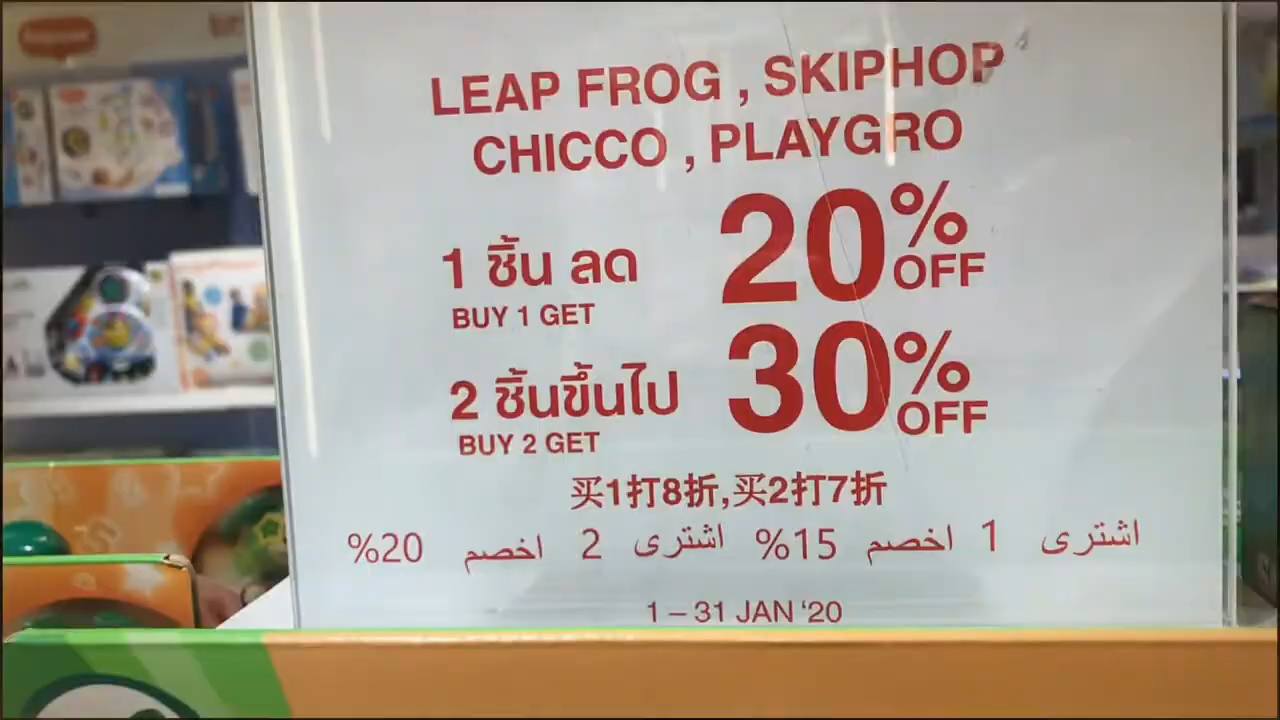 LEAP FROG , SKIPHOP
CHICCO , PLAYGRO
1 ชิ้น ลด 20% OFF
BUY 1 GET
2 ชิ้นขึ้นไป 30% OFF
BUY 2 GET
买1打8折,买2打7折
اشترى 1 اخصم 15% اشترى 2 اخصم 20%
1 – 31 JAN ‘20